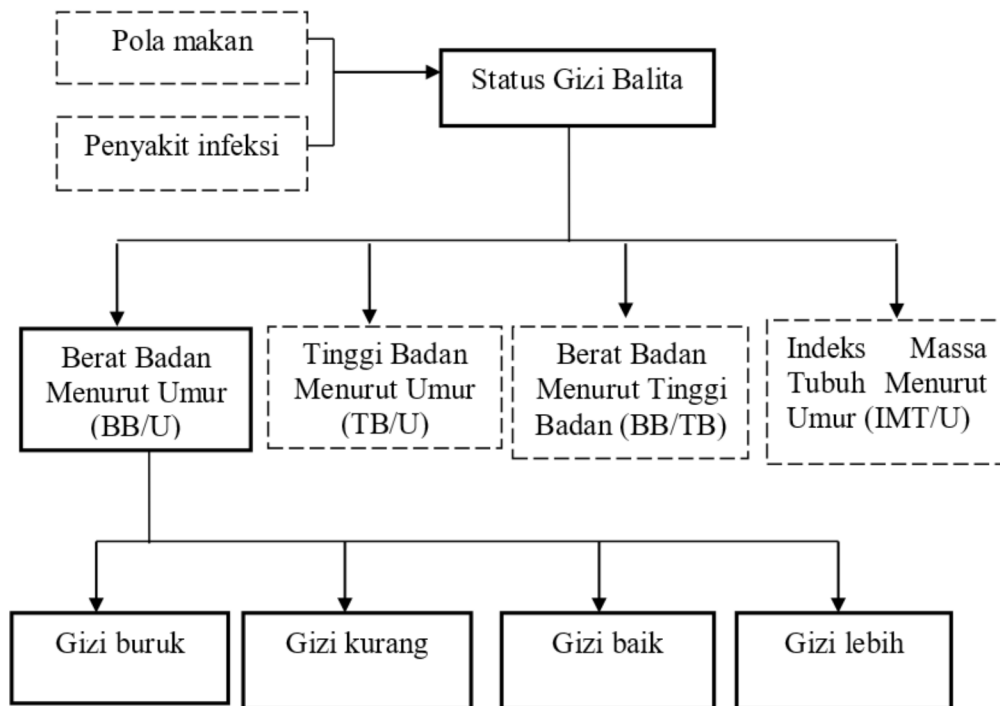 Pola makan
Status Gizi Balita
Penyakit infeksi
Berat Badan
Menurut Umur
(BB/U)
Tinggi Badan
Menurut Umur
(TB/U)
Berat Badan
Menurut Tinggi
Badan (BB/TB)
Indeks Massa
Tubuh Menurut
Umur (IMT/U)
Gizi buruk
Gizi kurang
Gizi baik
Gizi lebih